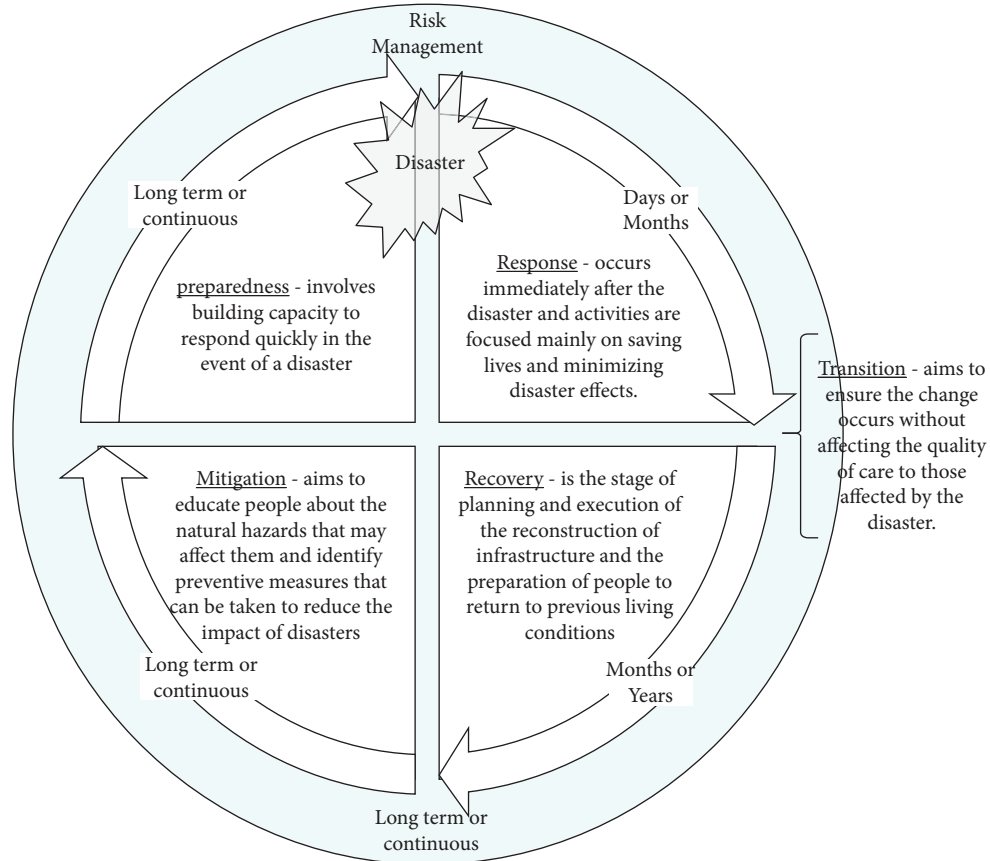 Risk
Management
Disaster
Long term or
continuous
Days or
Months
preparedness - involves
building capacity to
respond quickly in the
event of a disaster
Response - occurs
immediately after the
disaster and activities are
focused mainly on saving
lives and minimizing
disaster effects.
Transition - aims to
ensure the change
occurs without
affecting the quality
of care to those
affected by the
disaster.
Mitigation - aims to
educate people about the
natural hazards that may
affect them and identify
preventive measures that
can be taken to reduce the
impact of disasters
Recovery - is the stage of
planning and execution of
the reconstruction of
infrastructure and the
preparation of people to
return to previous living
conditions
Long term or
continuous
Months or
Years
Long term or
continuous